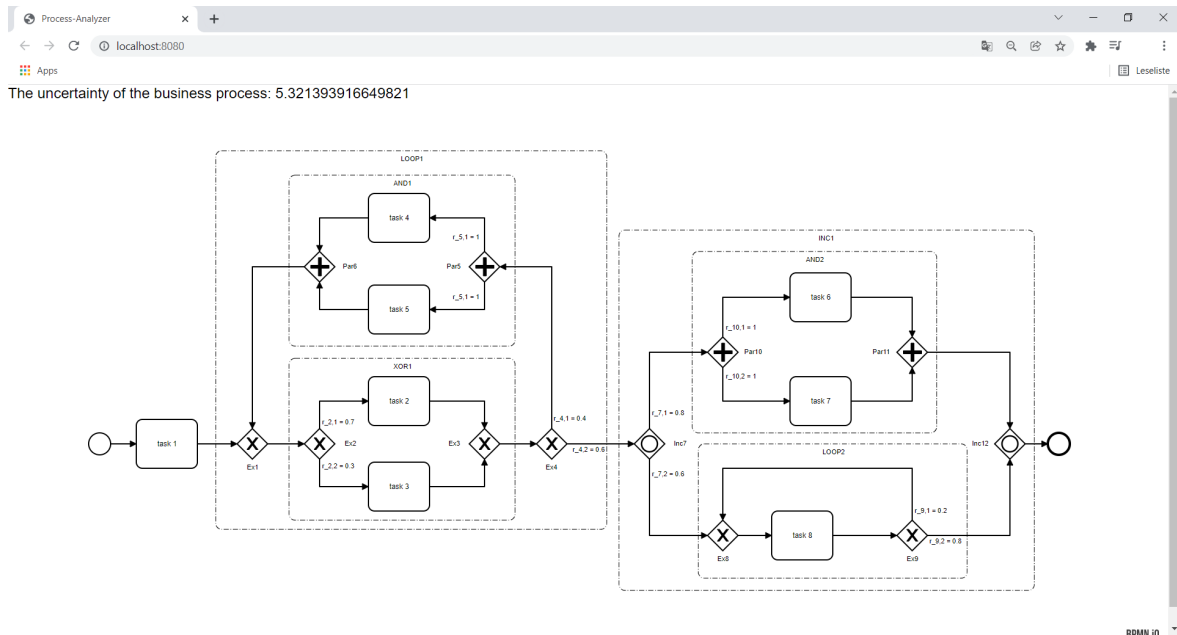 Process-Analyzer
localhost:8080
Apps
Leseliste
The uncertainty of the business process: 5.321393916649821
LOOP1
AND1
task 4
r_5,1 = 1
Par6
Par5
r_5,1 = 1
task 5
XOR1
task 2
r_2,1 = 0.7
r_4,1 = 0.4
task 1
Ex2
Ex3
r_4,2 = 0.6
Ex1
r_2,2 = 0.3
Ex4
task 3
INC1
AND2
task 6
r_10,1 = 1
Par10
Par11
r_10,2 = 1
task 7
r_7,1 = 0.8
Inc7
Inc12
LOOP2
r_7,2 = 0.6
r_9,1 = 0.2
task 8
r_9,2 = 0.8
Ex8
Ex9
BPMN.iO